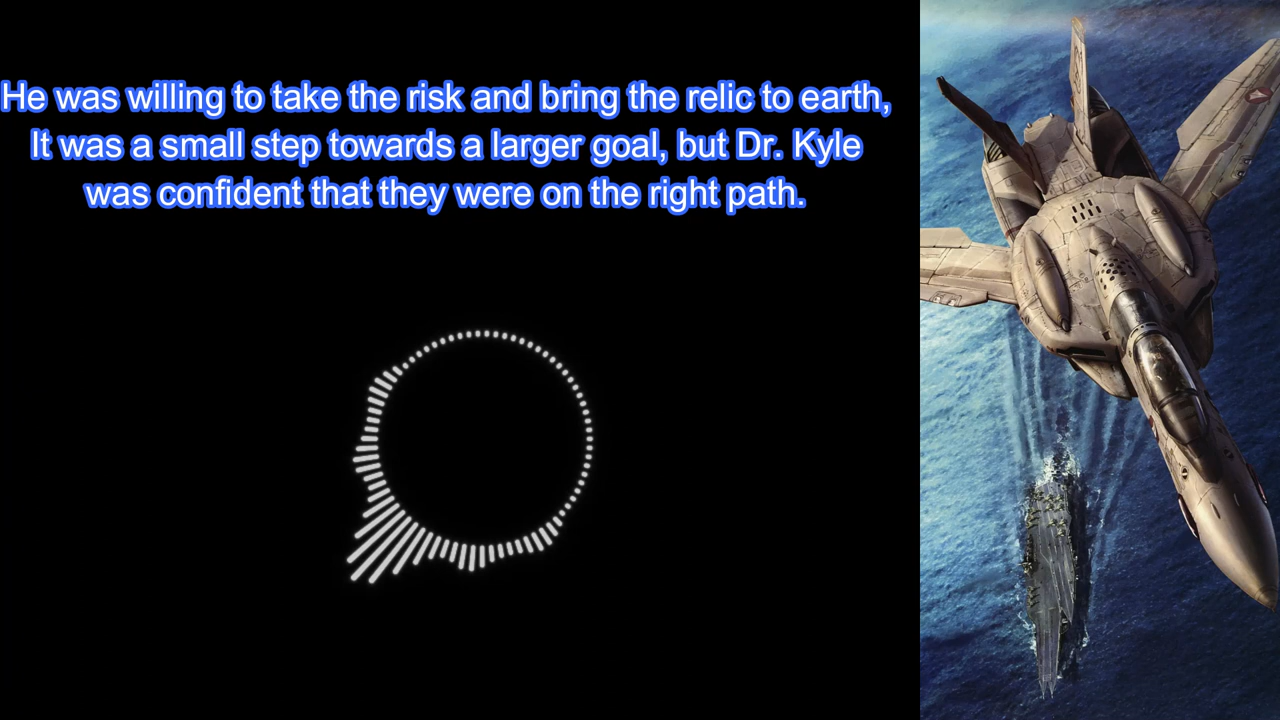 He was willing to take the risk and bring the relic to earth,
It was a small step towards a larger goal, but Dr. Kyle
was confident that they were on the right path.